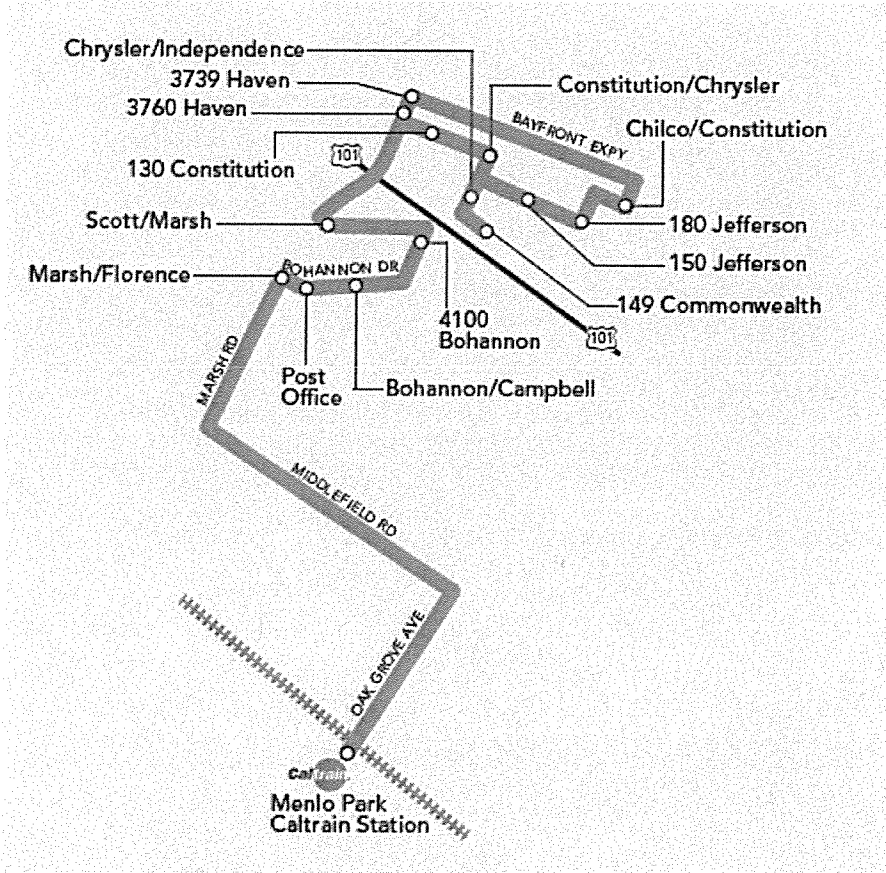 Chrysler/Independence
3739 Haven
Constitution/Chrysler
3760 Haven
BAYFRONT EXPY
Chilco/Constitution
130 Constitution
101
Scott/Marsh
180 Jefferson
Marsh/Florence
BOHANNON DR
150 Jefferson
149 Commonwealth
4100
Bohannon
101
MARSH RD
Post
Office
Bohannon/Campbell
MIDDLEFIELD RD
OAK GROVE AVE
Caltrain
Menlo Park
Caltrain Station